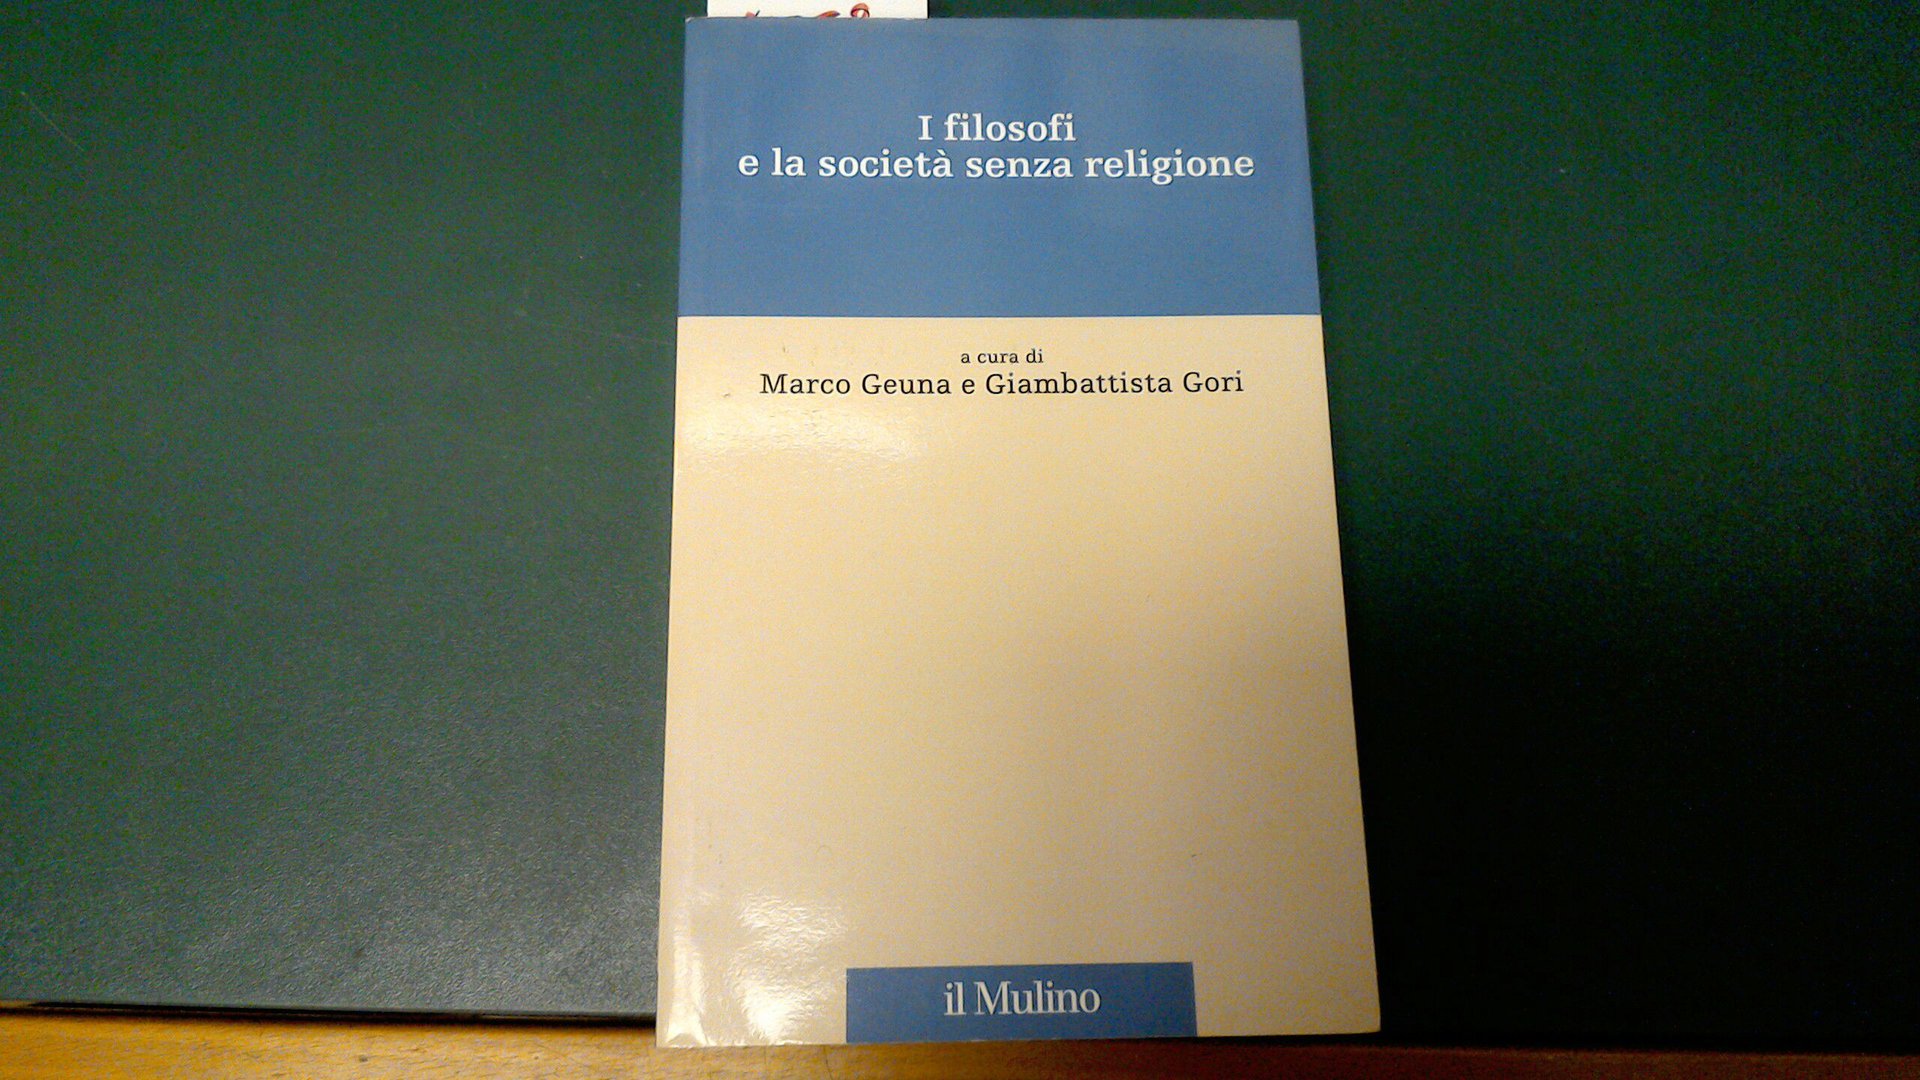 I filosofi
e la società senza religione
a cura di
Marco Geuna e Giambattista Gori
il Mulino